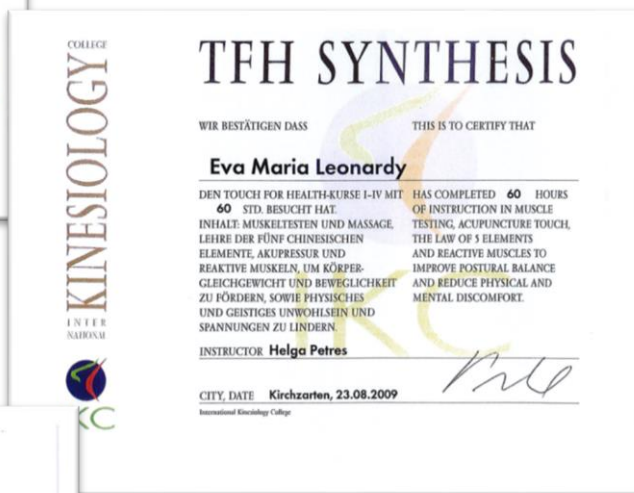 COLLEGE
KINESIOLOGY
INTER
NATIONAL
IKC
TFH SYNTHESIS
WIR BESTÄTIGEN DASS
THIS IS TO CERTIFY THAT
Eva Maria Leonardy
DEN TOUCH FOR HEALTH-KURSE I–IV MIT
60 STD. BESUCHT HAT.
INHALT: MUSKELTESTEN UND MASSAGE,
LEHRE DER FÜNF CHINESISCHEN
ELEMENTE, AKUPRESSUR UND
REAKTIVE MUSKELN, UM KÖRPER-
GLEICHGEWICHT UND BEWEGLICHKEIT
ZU FÖRDERN, SOWIE PHYSISCHES
UND GEISTIGES UNWOHLSEIN UND
SPANNUNGEN ZU LINDERN.
HAS COMPLETED 60 HOURS
OF INSTRUCTION IN MUSCLE
TESTING, ACUPUNCTURE TOUCH,
THE LAW OF 5 ELEMENTS
AND REACTIVE MUSCLES TO
IMPROVE POSTURAL BALANCE
AND REDUCE PHYSICAL AND
MENTAL DISCOMFORT.
IKC
INSTRUCTOR Helga Petres
CITY, DATE Kirchzarten, 23.08.2009
International Kinesiology College